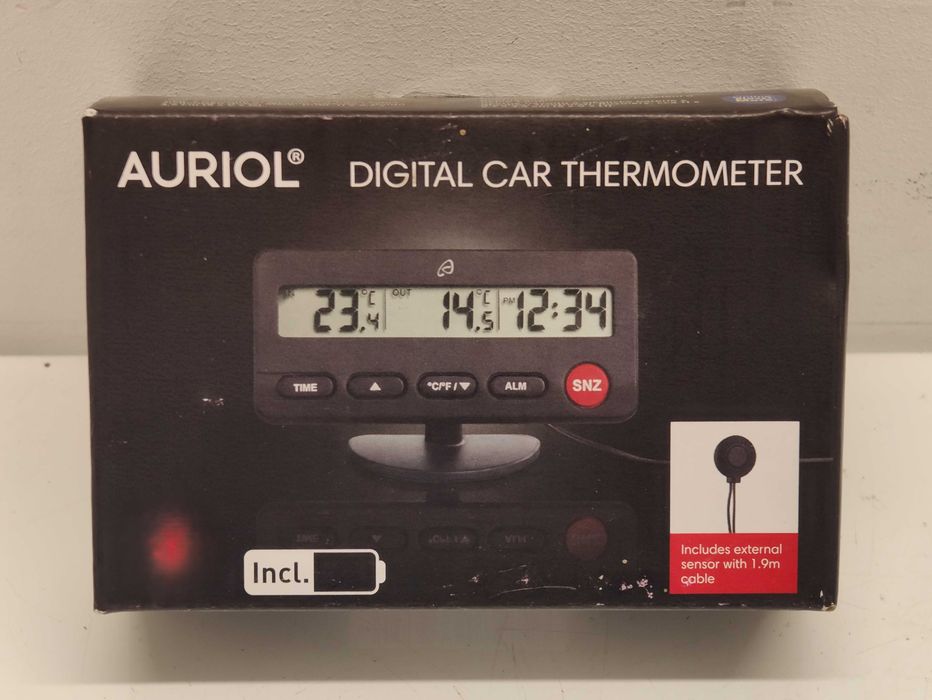 AURIOL® DIGITAL CAR THERMOMETER
23.4 °C OUT 14.5 °C PM 12:34
TIME ▲ °C/°F / ▼ ALM SNZ
Incl.
Includes external
sensor with 1.9m
cable